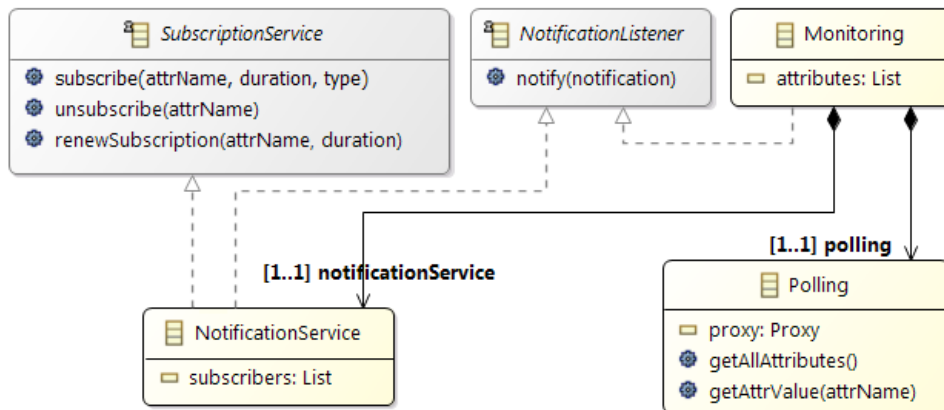 SubscriptionService
subscribe(attrName, duration, type)
unsubscribe(attrName)
renewSubscription(attrName, duration)
NotificationListener
notify(notification)
Monitoring
attributes: List
[1..1] notificationService
[1..1] polling
NotificationService
subscribers: List
Polling
proxy: Proxy
getAllAttributes()
getAttrValue(attrName)